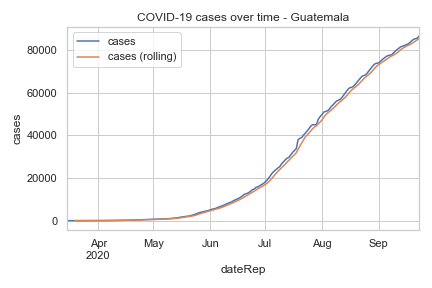 COVID-19 cases over time - Guatemala
cases
cases (rolling)
80000
60000
40000
20000
0
cases
Apr
2020
May
Jun
Jul
Aug
Sep
dateRep